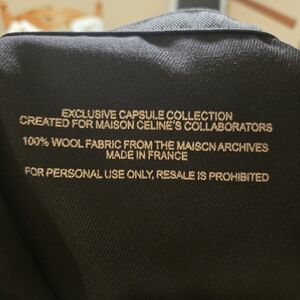 EXCLUSIVE CAPSULE COLLECTION
CREATED FOR MAISON CELINE'S COLLABORATORS
100% WOOL FABRIC FROM THE MAISON ARCHIVES
MADE IN FRANCE
FOR PERSONAL USE ONLY, RESALE IS PROHIBITED